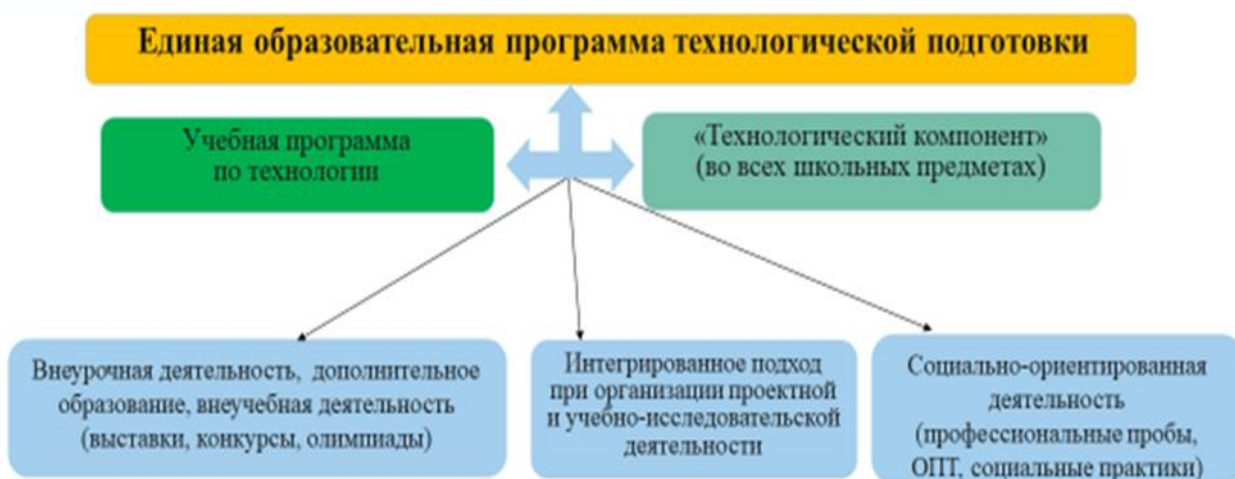 Единая образовательная программа технологической подготовки
Учебная программа
по технологии
«Технологический компонент»
(во всех школьных предметах)
Внеурочная деятельность, дополнительное
образование, внеучебная деятельность
(выставки, конкурсы, олимпиады)
Интегрированное подход
при организации проектной
и учебно-исследовательской
деятельности
Социально-ориентированная
деятельность
(профессиональные пробы,
ОПТ, социальные практики)